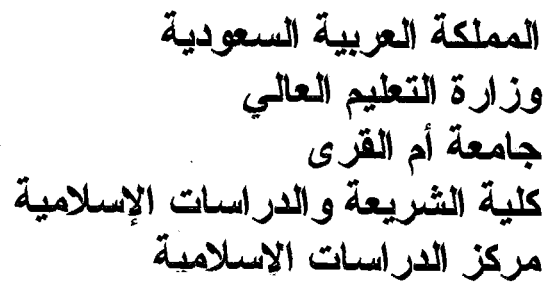 المملكة العربية السعودية
وزارة التعليم العالي
جامعة أم القرى
كلية الشريعة والدراسات الإسلامية
مركز الدراسات الإسلامية